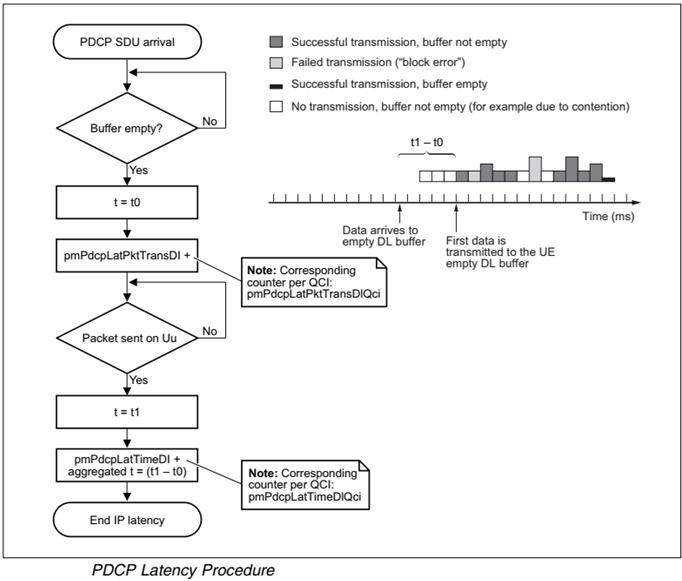 PDCP SDU arrival
Buffer empty?
No
Yes
t = t0
pmPdcpLatPktTransDl +
Note: Corresponding
counter per QCI:
pmPdcpLatPktTransDlQci
Packet sent on Uu
No
Yes
t = t1
pmPdcpLatTimeDl +
aggregated t = (t1 – t0)
Note: Corresponding
counter per QCI:
pmPdcpLatTimeDlQci
End IP latency
Successful transmission, buffer not empty
Failed transmission (“block error”)
Successful transmission, buffer empty
No transmission, buffer not empty (for example due to contention)
t1 – t0
Time (ms)
Data arrives to
empty DL buffer
First data is
transmitted to the UE
empty DL buffer
PDCP Latency Procedure